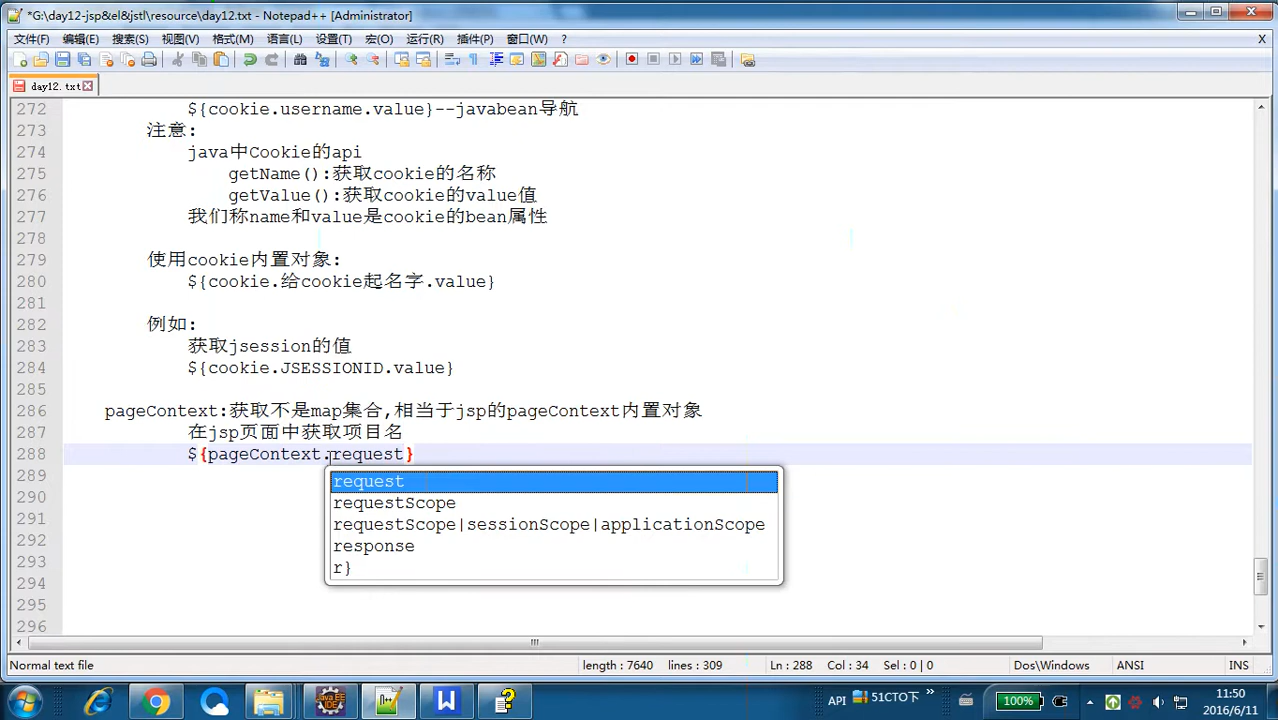 *G:\day12-jsp&el&jstl\resource\day12.txt - Notepad++ [Administrator]
文件(F) 编辑(E) 搜索(S) 视图(V) 格式(M) 语言(L) 设置(T) 宏(O) 运行(R) 插件(P) 窗口(W) ? X
day12.txt
272 ${cookie.username.value}--javabean导航
273 注意:
274 java中Cookie的api
275 getName():获取cookie的名称
276 getValue():获取cookie的value值
277 我们称name和value是cookie的bean属性
278
279 使用cookie内置对象:
280 ${cookie.给cookie起名字.value}
281
282 例如:
283 获取jsession的值
284 ${cookie.JSESSIONID.value}
285
286 pageContext:获取不是map集合,相当于jsp的pageContext内置对象
287 在jsp页面中获取项目名
288 ${pageContext.request}
289
request
290
requestScope
291
requestScope|sessionScope|applicationScope
292
response
293
r}
294
295
296
Normal text file length : 7640 lines : 309 Ln : 288 Col : 34 Sel : 0 | 0 Dos\Windows ANSI INS
API 51CTO下 » 100% 11:50
2016/6/11